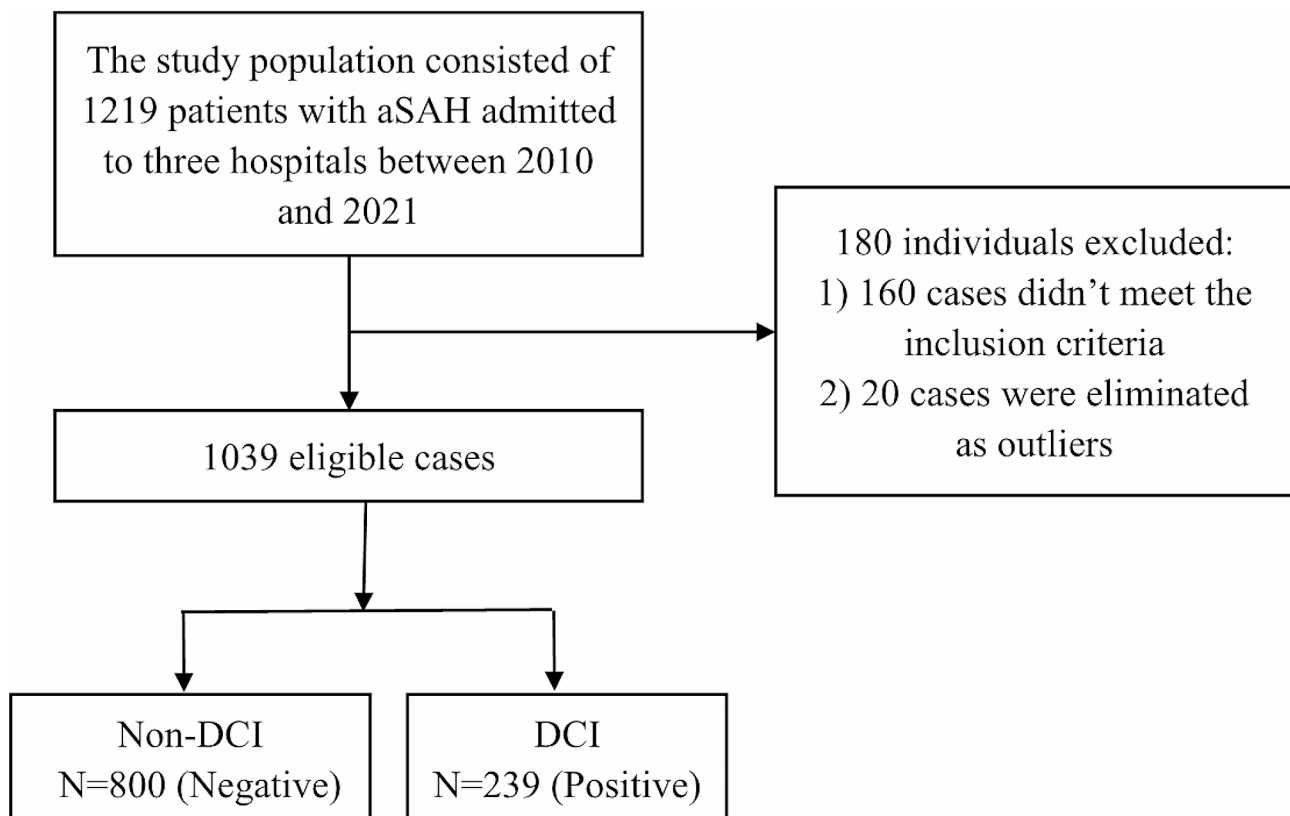 The study population consisted of
1219 patients with aSAH admitted
to three hospitals between 2010
and 2021
180 individuals excluded:
1) 160 cases didn’t meet the
inclusion criteria
2) 20 cases were eliminated
as outliers
1039 eligible cases
Non-DCI
N=800 (Negative)
DCI
N=239 (Positive)